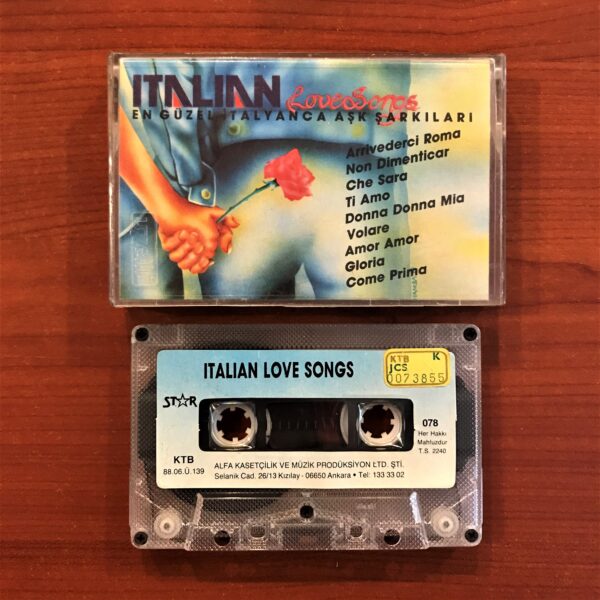 ITALIAN LoveSongs
EN GÜZEL İTALYANCA AŞK ŞARKILARI
Arrivederci Roma
Non Dimenticar
Che Sara
Ti Amo
Donna Donna Mia
Volare
Amor Amor
Gloria
Come Prima
ITALIAN LOVE SONGS
KTB K
JCS
0073855
ST☆R
078
Her Hakkı
Mahfuzdur
T.S. 2240
KTB
88.06.Ü.139
ALFA KASETÇİLİK VE MÜZİK PRODÜKSİYON LTD. ŞTİ.
Selanik Cad. 26/13 Kızılay - 06650 Ankara • Tel: 133 33 02